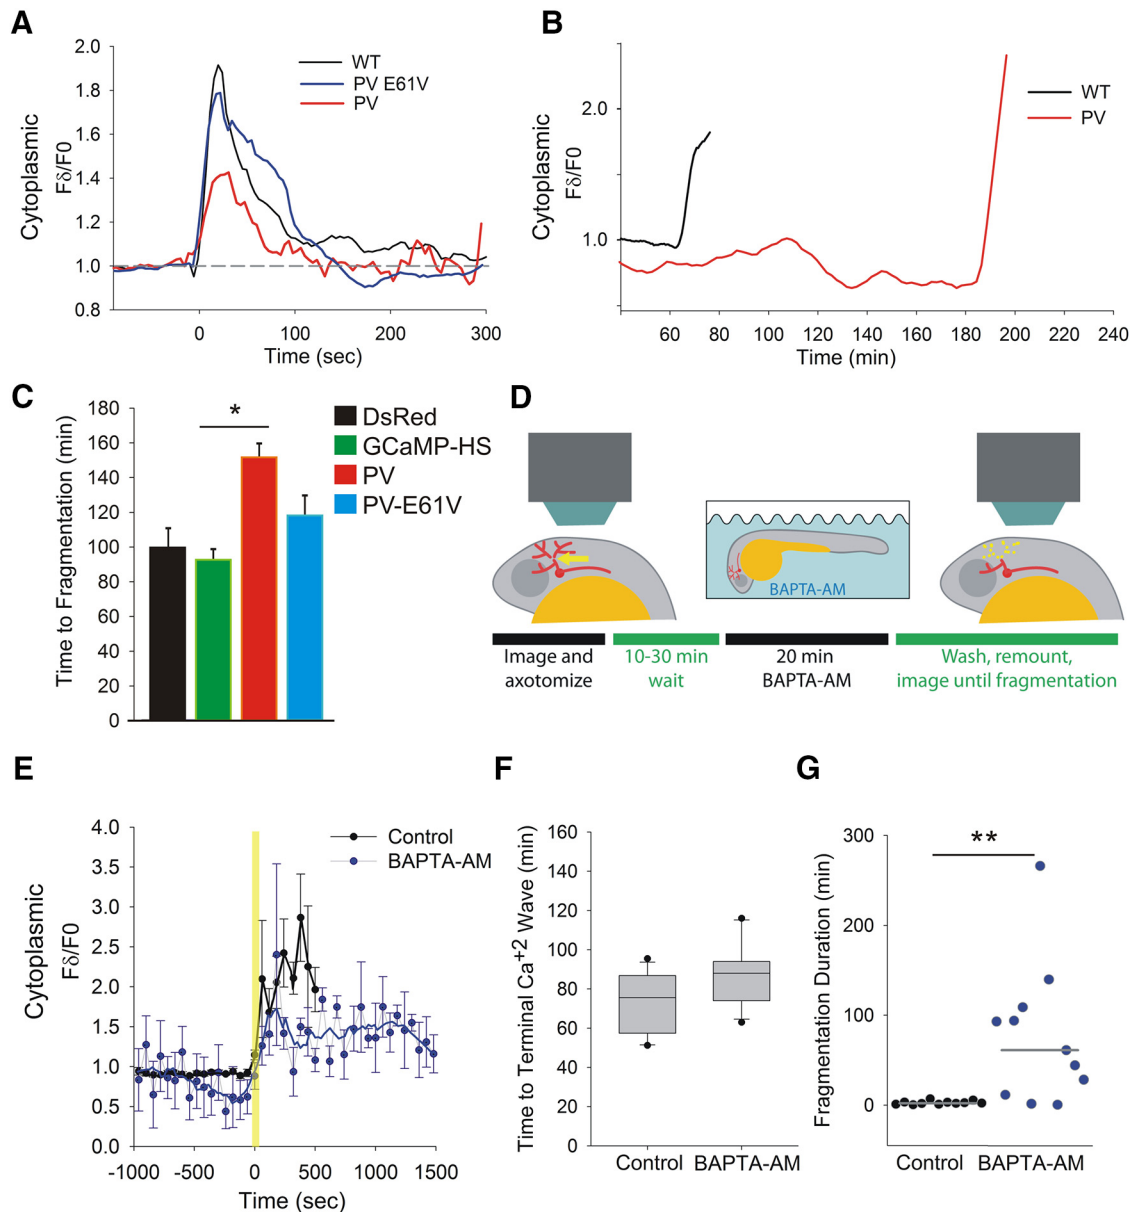 A
2.0
1.8
1.6
1.4
1.2
1.0
0.8
Cytoplasmic
Fδ/F0
WT
PV E61V
PV
0
100
200
300
Time (sec)
B
2.0
1.0
Cytoplasmic
Fδ/F0
WT
PV
60
80
100
120
140
160
180
200
220
240
Time (min)
C
180
160
140
120
100
80
60
40
20
0
Time to Fragmentation (min)
*
DsRed
GCaMP-HS
PV
PV-E61V
D
BAPTA-AM
Image and
axotomize
10-30 min
wait
20 min
BAPTA-AM
Wash, remount,
image until fragmentation
E
4.0
3.5
3.0
2.5
2.0
1.5
1.0
0.5
0.0
Cytoplasmic
Fδ/F0
Control
BAPTA-AM
-1000
-500
0
500
1000
1500
Time (sec)
F
160
140
120
100
80
60
40
20
0
Time to Terminal Ca+2 Wave (min)
Control
BAPTA-AM
G
300
200
100
0
Fragmentation Duration (min)
**
Control
BAPTA-AM